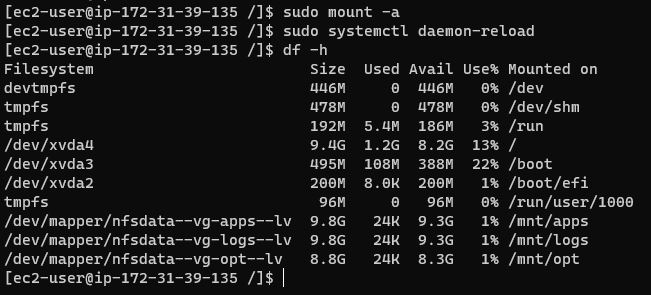 [ec2-user@ip-172-31-39-135 /]$ sudo mount -a
[ec2-user@ip-172-31-39-135 /]$ sudo systemctl daemon-reload
[ec2-user@ip-172-31-39-135 /]$ df -h
Filesystem                        Size  Used Avail Use% Mounted on
devtmpfs                          446M     0  446M   0% /dev
tmpfs                             478M     0  478M   0% /dev/shm
tmpfs                             192M  5.4M  186M   3% /run
/dev/xvda4                        9.4G  1.2G  8.2G  13% /
/dev/xvda3                        495M  108M  388M  22% /boot
/dev/xvda2                        200M  8.0K  200M   1% /boot/efi
tmpfs                              96M     0   96M   0% /run/user/1000
/dev/mapper/nfsdata--vg-apps--lv  9.8G   24K  9.3G   1% /mnt/apps
/dev/mapper/nfsdata--vg-logs--lv  9.8G   24K  9.3G   1% /mnt/logs
/dev/mapper/nfsdata--vg-opt--lv   8.8G   24K  8.3G   1% /mnt/opt
[ec2-user@ip-172-31-39-135 /]$